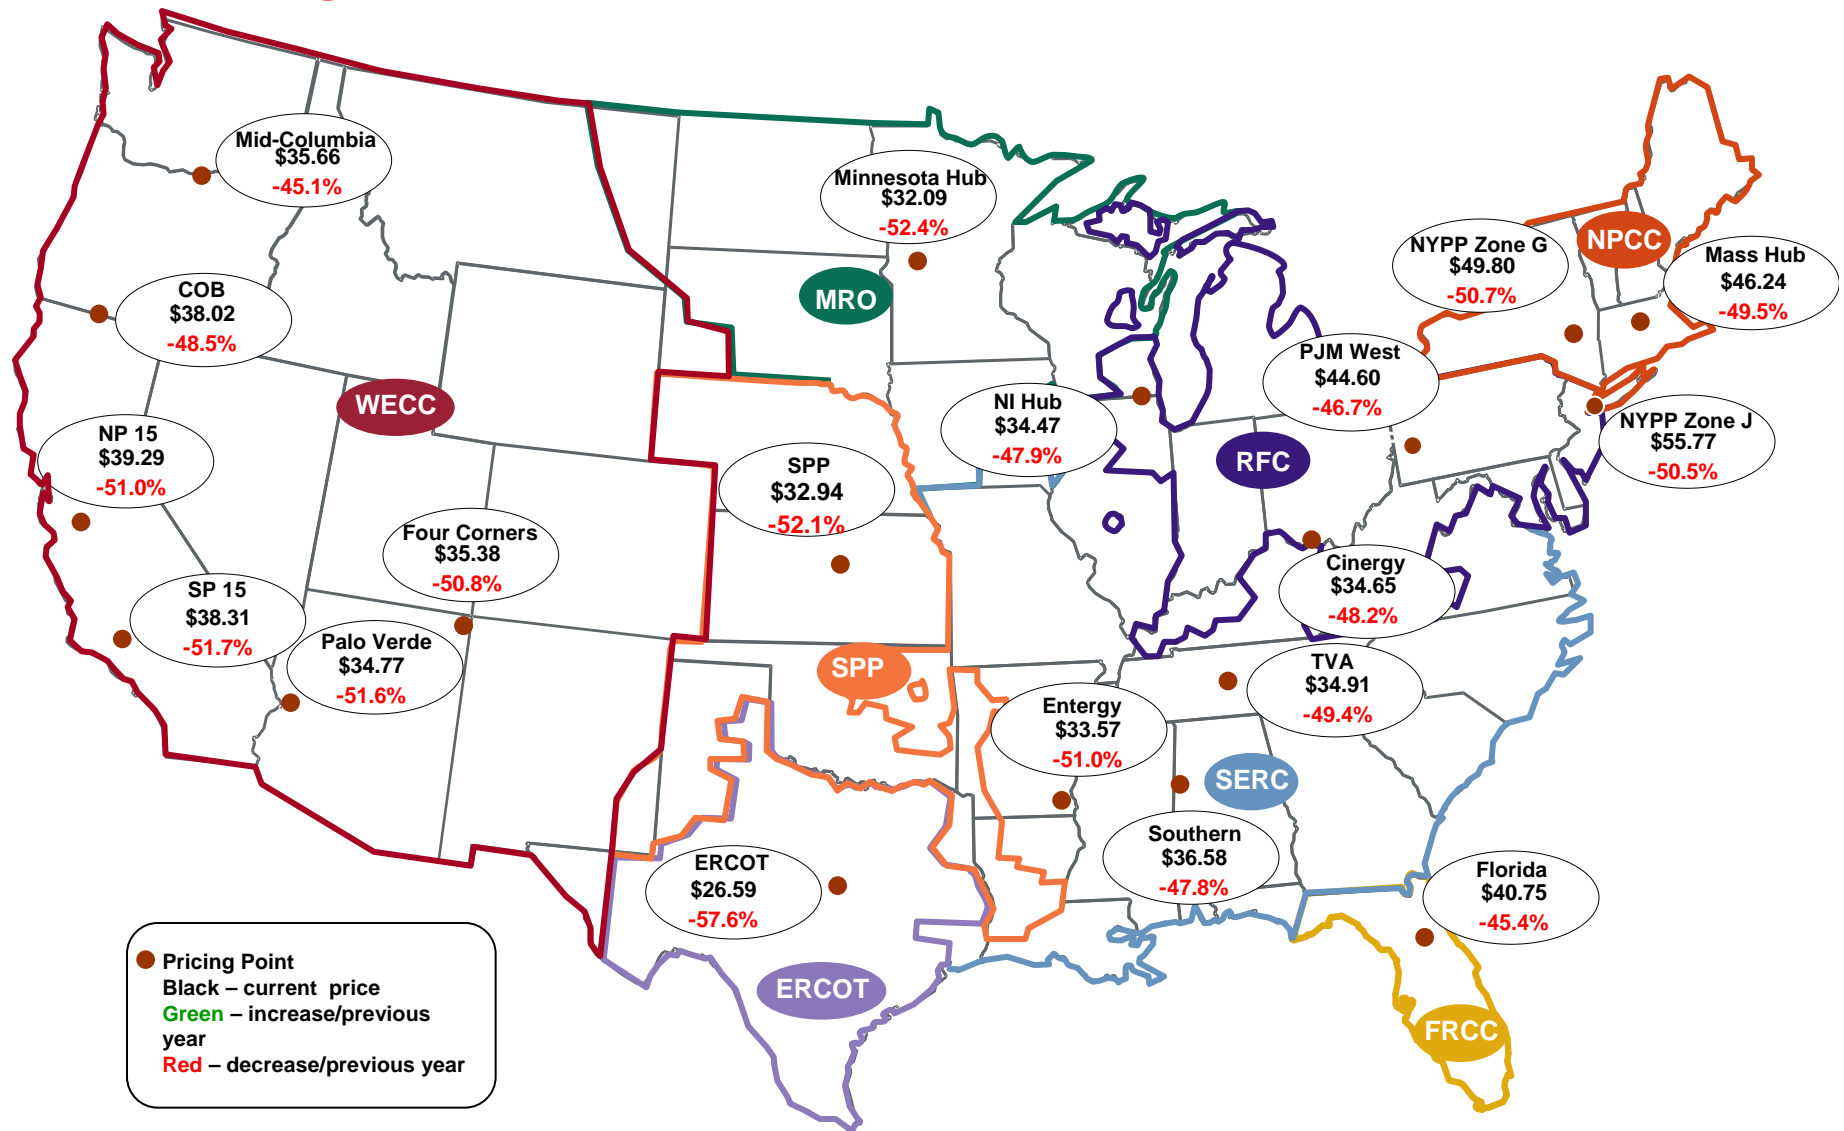 Mid-Columbia
$35.66
-45.1%
Minnesota Hub
$32.09
-52.4%
NYPP Zone G
$49.80
-50.7%
NPCC
Mass Hub
$46.24
-49.5%
COB
$38.02
-48.5%
MRO
PJM West
$44.60
-46.7%
WECC
NI Hub
$34.47
-47.9%
NYPP Zone J
$55.77
-50.5%
NP 15
$39.29
-51.0%
SPP
$32.94
-52.1%
RFC
Four Corners
$35.38
-50.8%
Cinergy
$34.65
-48.2%
SP 15
$38.31
-51.7%
Palo Verde
$34.77
-51.6%
SPP
TVA
$34.91
-49.4%
Entergy
$33.57
-51.0%
SERC
Southern
$36.58
-47.8%
ERCOT
$26.59
-57.6%
Florida
$40.75
-45.4%
ERCOT
FRCC
Pricing Point
Black – current price
Green – increase/previous
year
Red – decrease/previous year